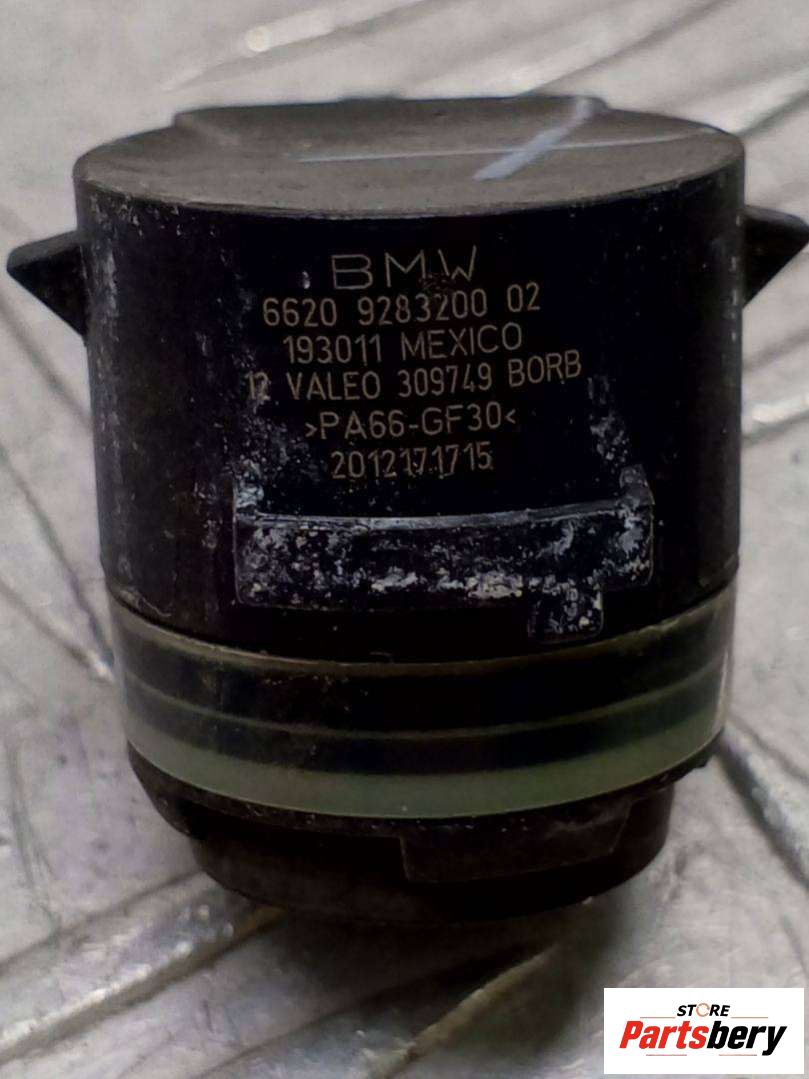 BMW
6620 9283200 02
193011 MEXICO
12 VALEO 309749 BORB
>PA66-GF30<
2012171715
STORE
Partsbery